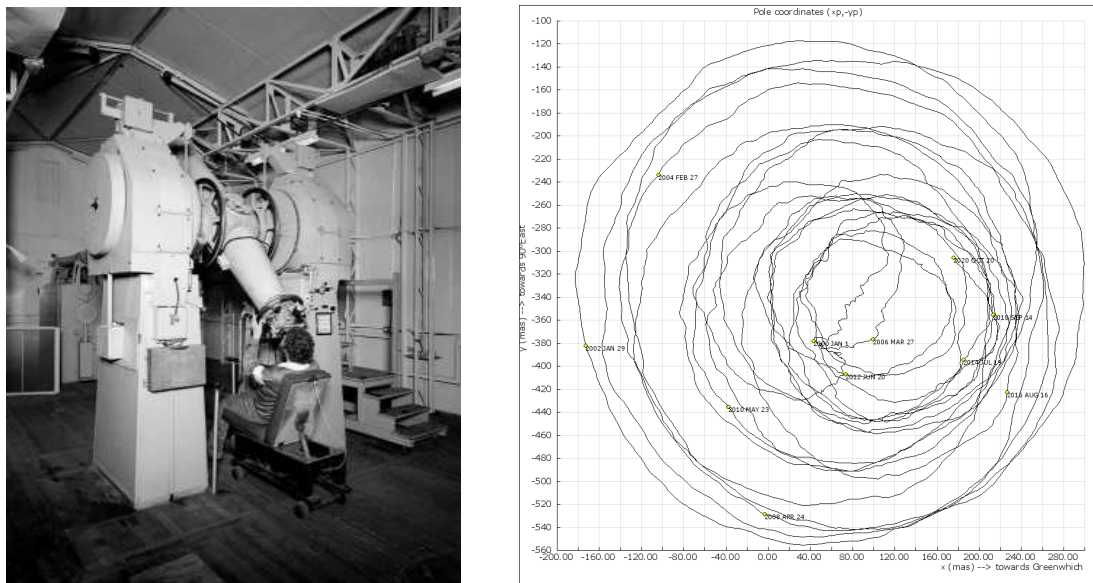 Pole coordinates (xp,-yp)
-100
-120
-140
-160
-180
-200
-220
-240
-260
-280
-300
-320
-340
-360
-380
-400
-420
-440
-460
-480
-500
-520
-540
-560
y (mas) --> towards 90°East
2004 FEB 27
2020 OCT 20
2018 SEP 14
2000 JAN 1
2006 MAR 27
2002 JAN 29
2014 JUL 19
2012 JUN 20
2016 AUG 16
2010 MAY 23
2008 APR 24
-200.00 -160.00 -120.00 -80.00 -40.00 0.00 40.00 80.00 120.00 160.00 200.00 240.00 280.00
x (mas) --> towards Greenwhich